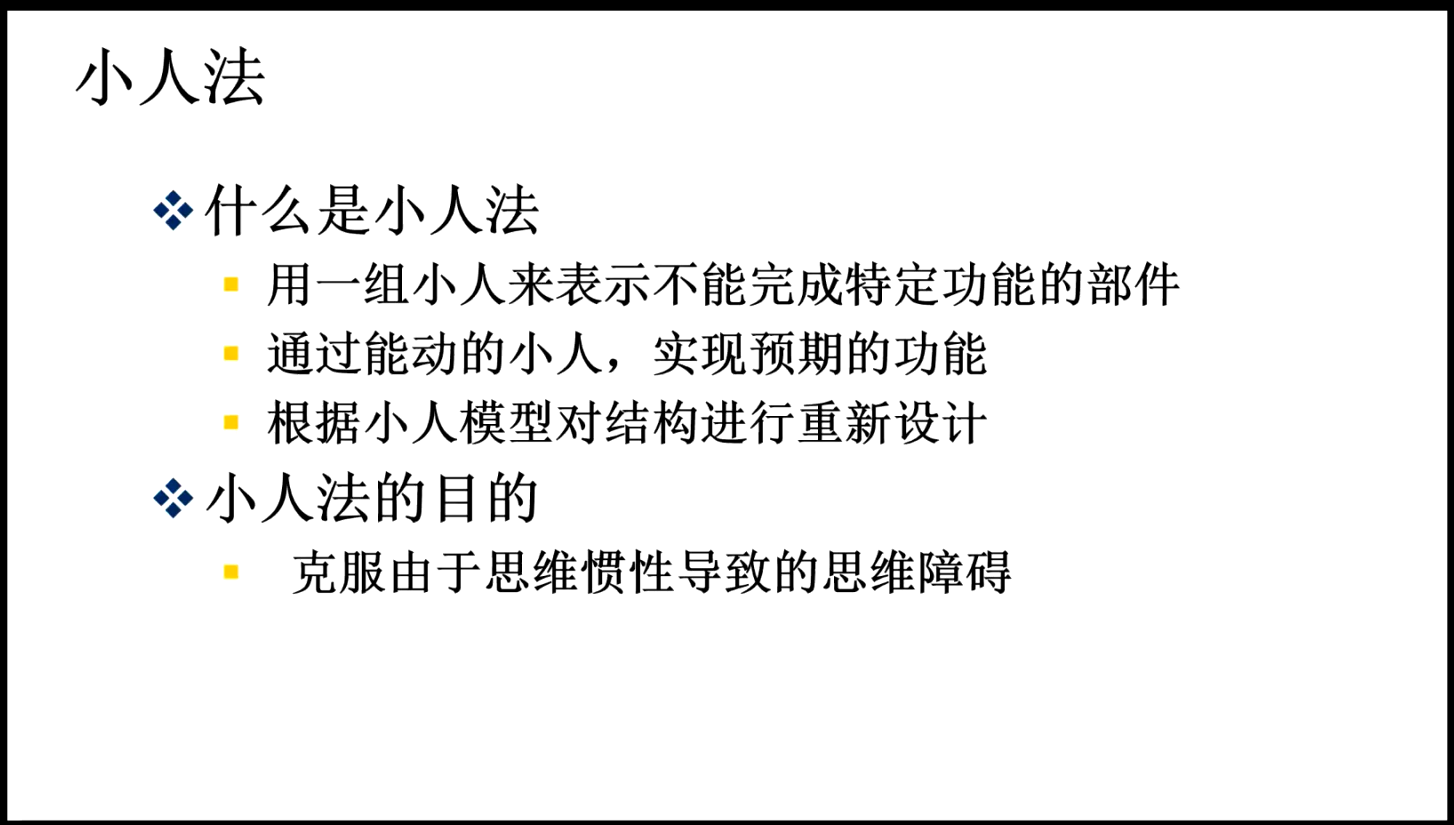 小人法
什么是小人法
用一组小人来表示不能完成特定功能的部件
通过能动的小人，实现预期的功能
根据小人模型对结构进行重新设计
小人法的目的
克服由于思维惯性导致的思维障碍